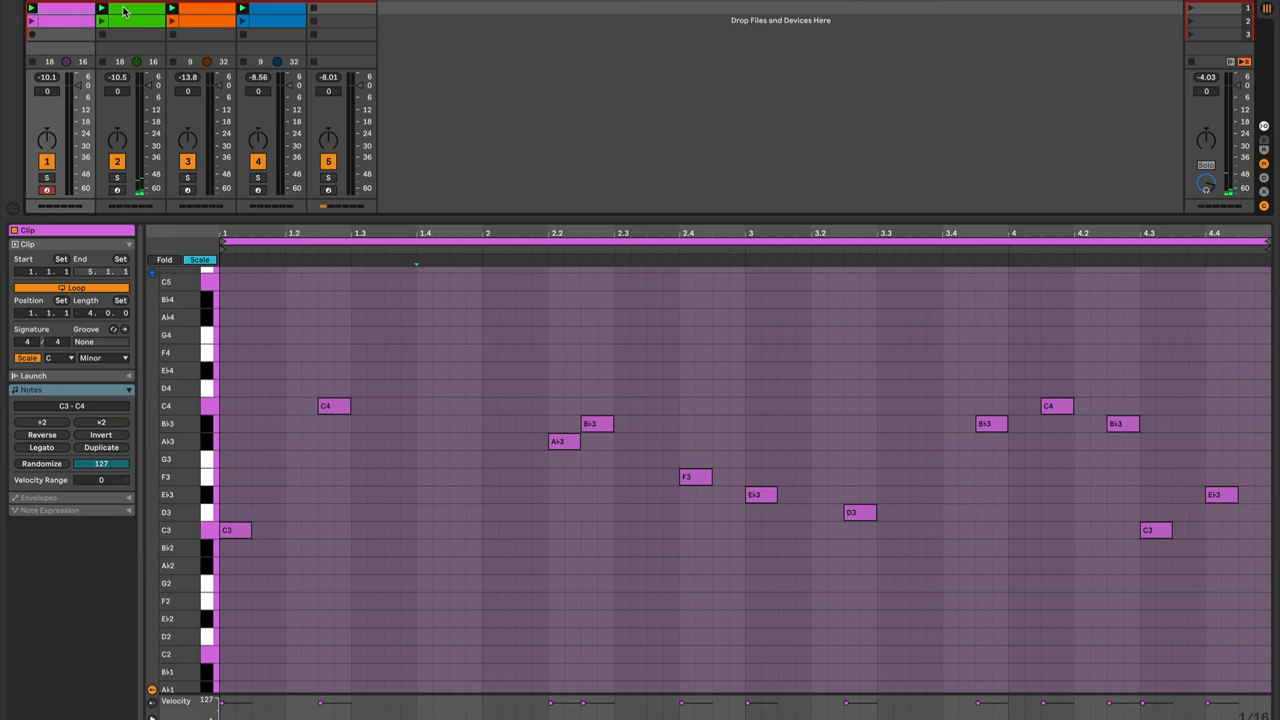 Drop Files and Devices Here
1
2
3
18 16 18 16 9 32 9 32
-10.1 -10.5 -13.8 -8.56 -8.01 -4.03
0 0 0 0 0 0
6 6 6 6 6 6
0 0 0 0 0 0
6 6 6 6 6 6
12 12 12 12 12 12
18 18 18 18 18 18
24 24 24 24 24 24
30 30 30 30 30 30
36 36 36 36 36 36
1 2 3 4 5 Solo
S S S S S
48 48 48 48 48 48
60 60 60 60 60 60
Clip
Clip
Start Set End Set
1. 1. 1 5. 1. 1
Loop
Position Set Length Set
1. 1. 1 4. 0. 0
Signature Groove
4 / 4 None
Scale C Minor
Launch
Notes
C3 - C4
÷2 ×2
Reverse Invert
Legato Duplicate
Randomize 127
Velocity Range 0
Envelopes
Note Expression
1 1.2 1.3 1.4 2 2.2 2.3 2.4 3 3.2 3.3 3.4 4 4.2 4.3 4.4
Fold Scale
C5
B♭4
A♭4
G4
F4
E♭4
D4
C4 C4 C4
B♭3 B♭3 B♭3 B♭3
A♭3 A♭3
G3
F3 F3
E♭3 E♭3 E♭3
D3 D3
C3 C3 C3
B♭2
A♭2
G2
F2
E♭2
D2
C2
B♭1
A♭1
Velocity 127
1/16